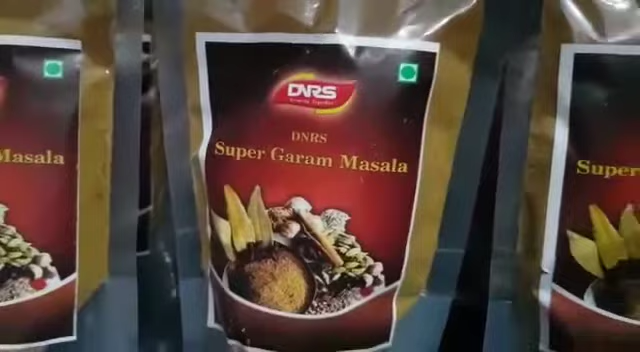 DNRS
DNRS
Super Garam Masala
Masala
Super